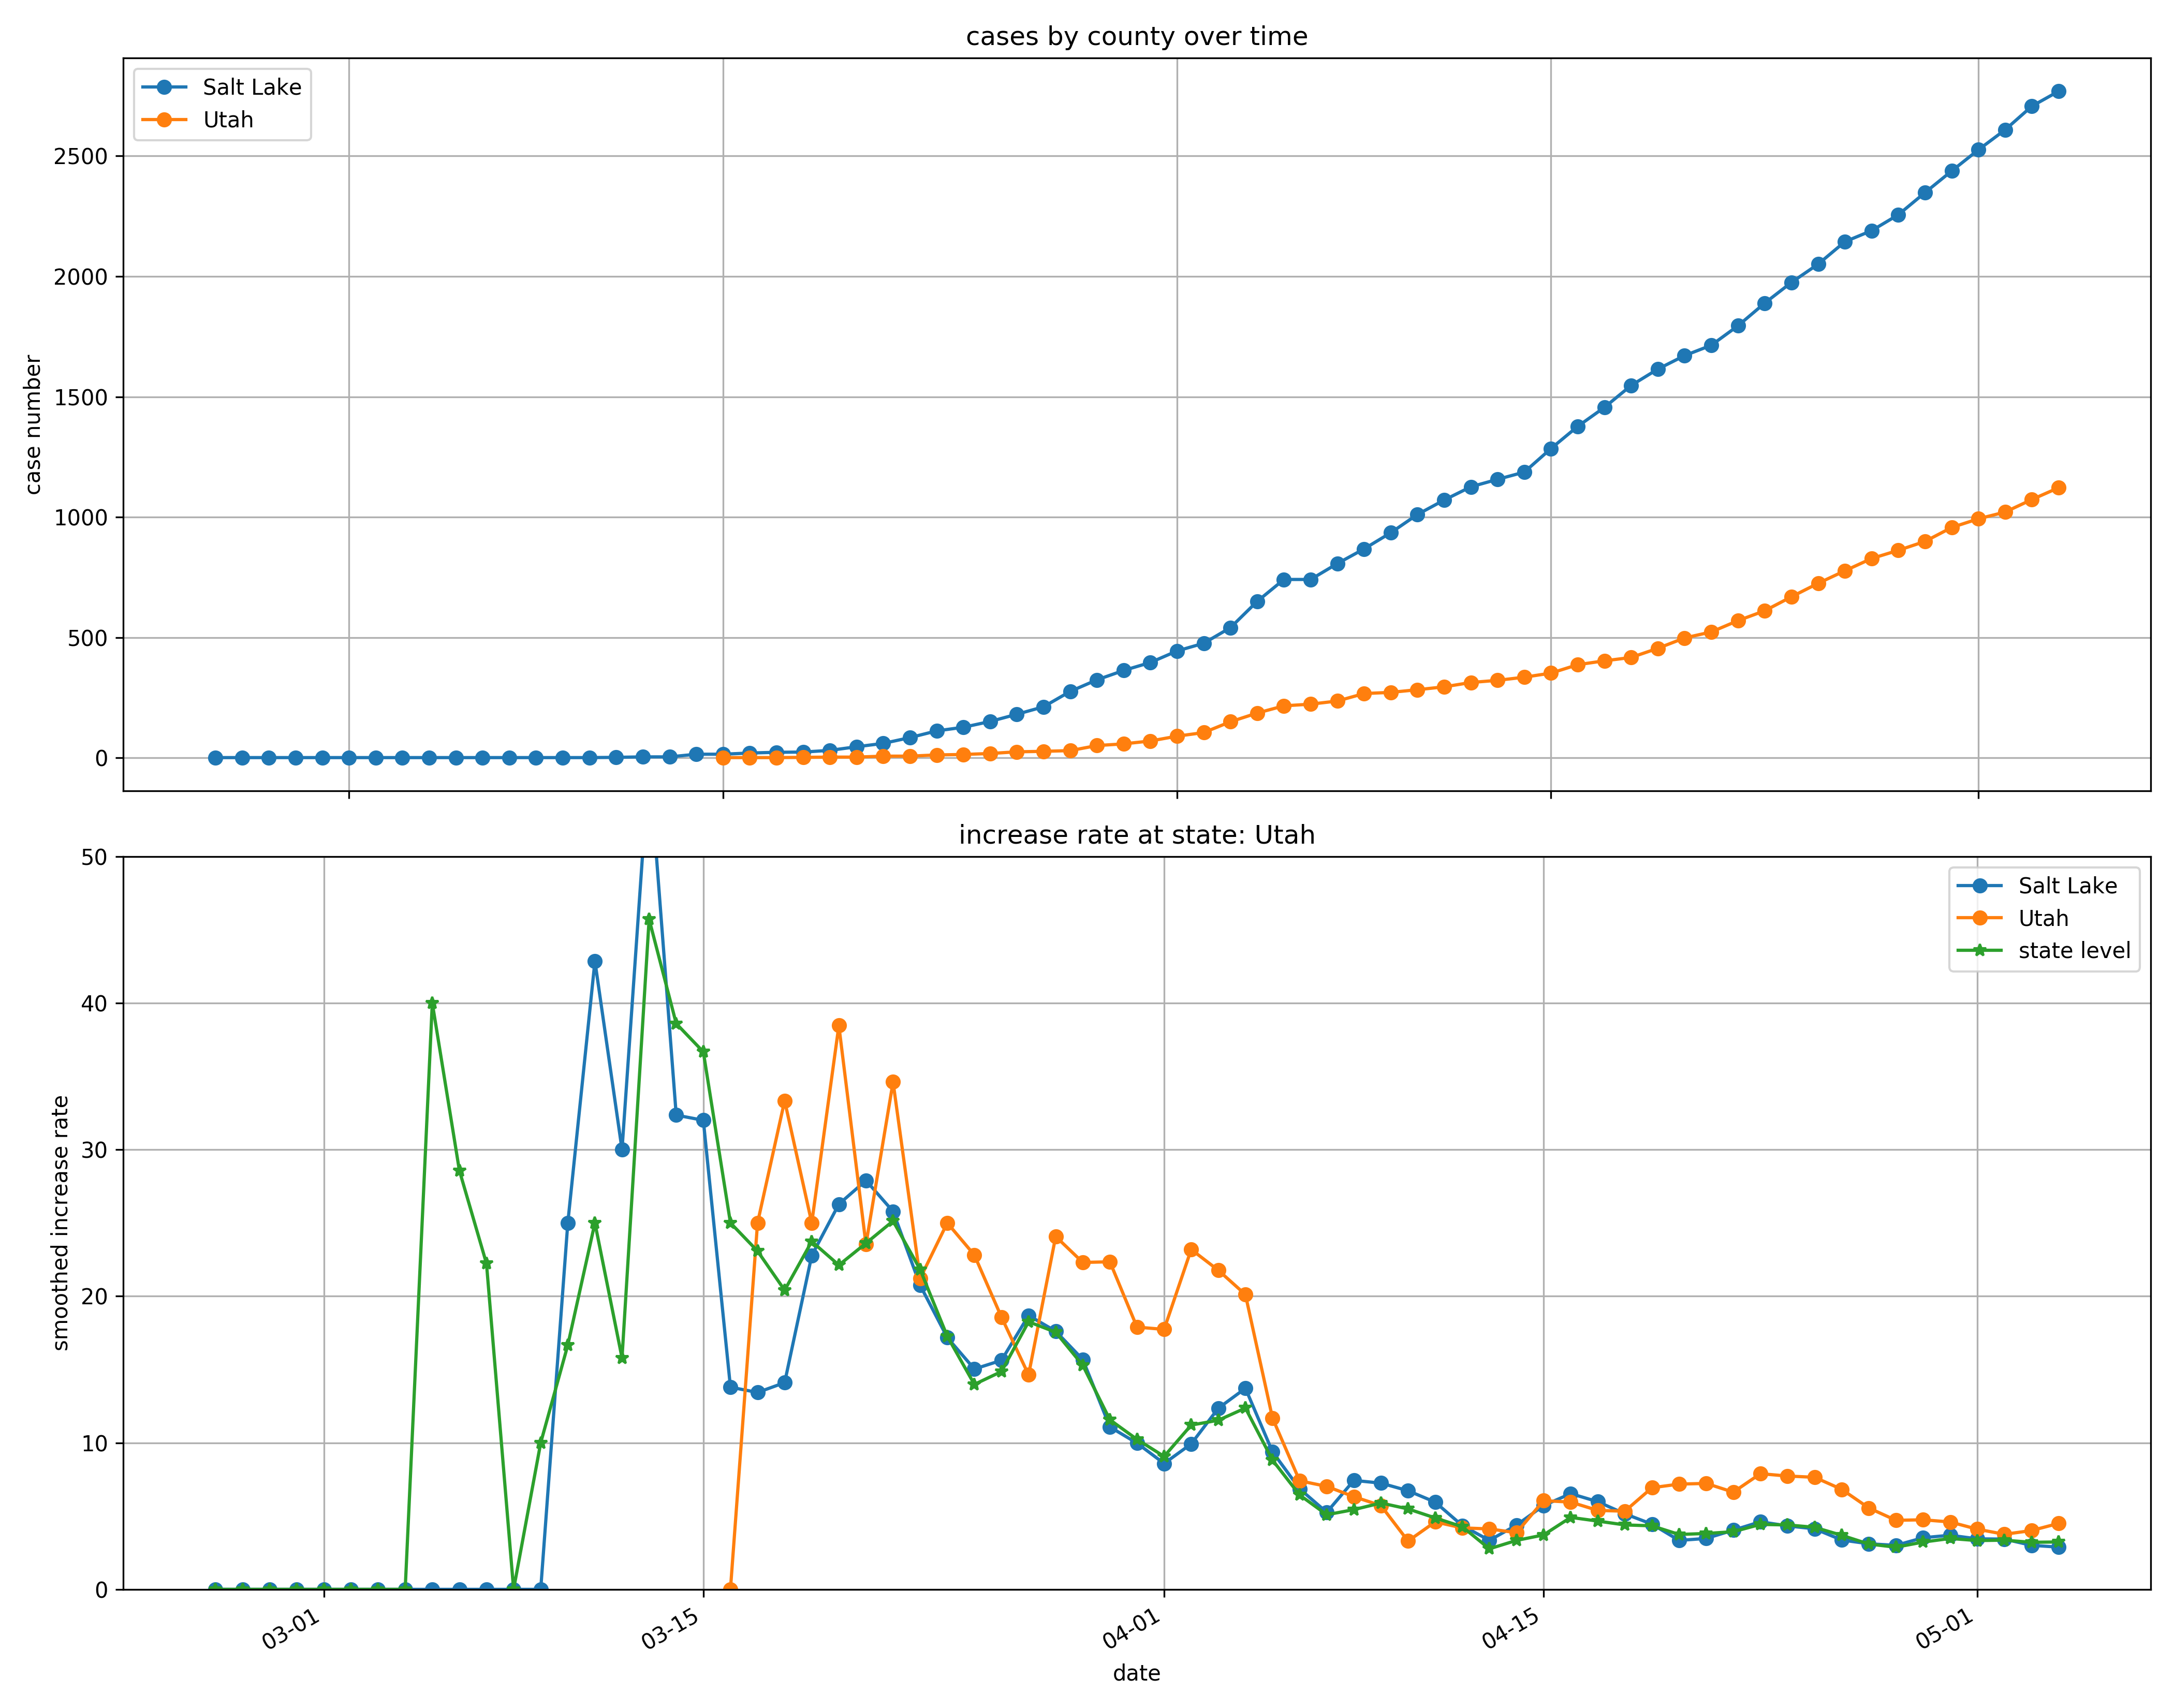 cases by county over time
Salt Lake
Utah
2500
2000
1500
1000
500
0
case number
increase rate at state: Utah
Salt Lake
Utah
state level
50
40
30
20
10
0
smoothed increase rate
03-01
03-15
04-01
04-15
05-01
date